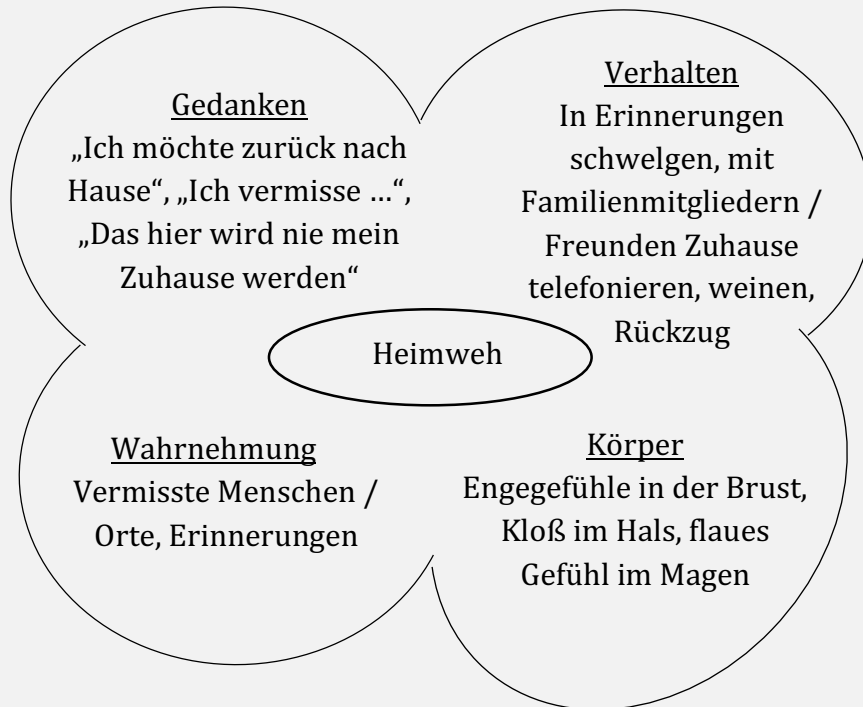 Gedanken
„Ich möchte zurück nach
Hause“, „Ich vermisse …“,
„Das hier wird nie mein
Zuhause werden“
Verhalten
In Erinnerungen
schwelgen, mit
Familienmitgliedern /
Freunden Zuhause
telefonieren, weinen,
Rückzug
Heimweh
Wahrnehmung
Vermisste Menschen /
Orte, Erinnerungen
Körper
Engegefühle in der Brust,
Kloß im Hals, flaues
Gefühl im Magen